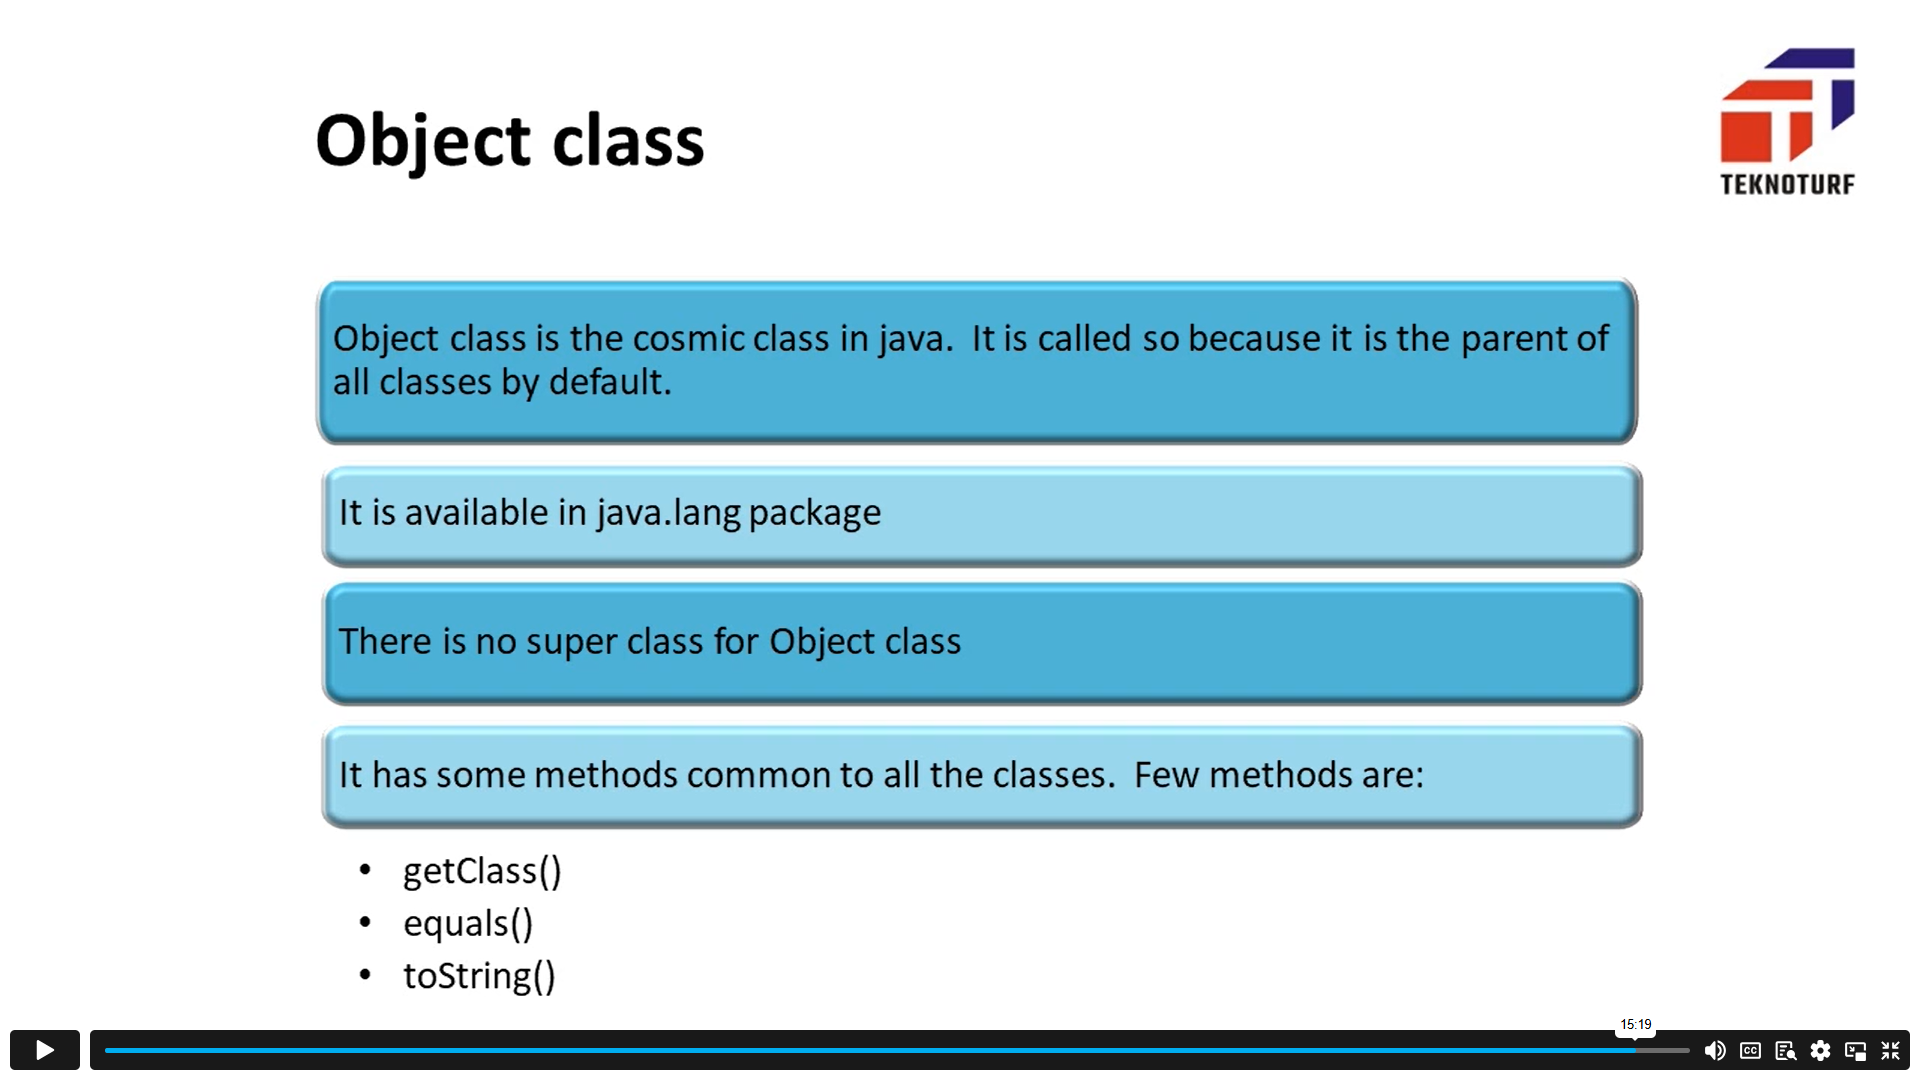 Object class
TEKNOTURF
Object class is the cosmic class in java.  It is called so because it is the parent of
all classes by default.
It is available in java.lang package
There is no super class for Object class
It has some methods common to all the classes.  Few methods are:
• getClass()
• equals()
• toString()
15:19
CC